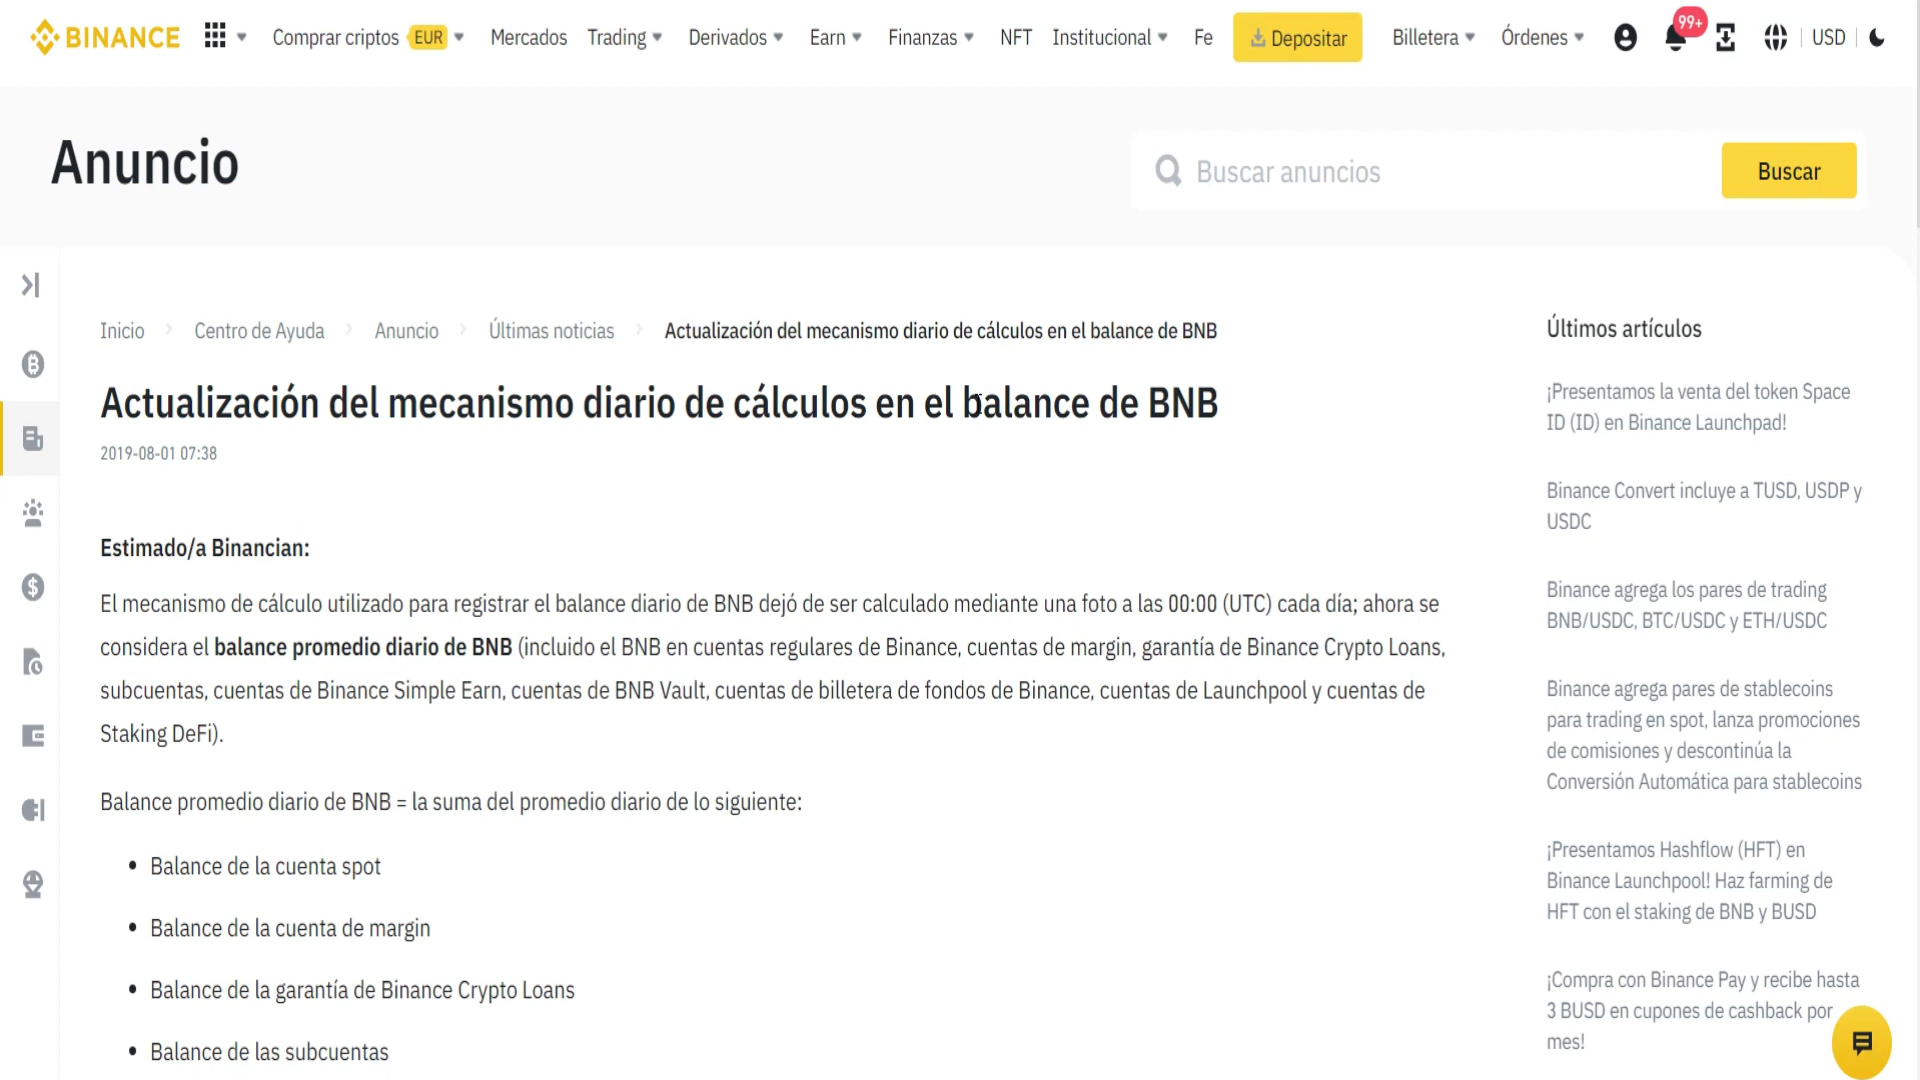 BINANCE Comprar criptos EUR Mercados Trading Derivados Earn Finanzas NFT Institucional Fe Depositar Billetera Órdenes 99+ USD
Anuncio
Buscar anuncios
Buscar
Inicio Centro de Ayuda Anuncio Últimas noticias Actualización del mecanismo diario de cálculos en el balance de BNB
Actualización del mecanismo diario de cálculos en el balance de BNB
2019-08-01 07:38
Estimado/a Binancian:
El mecanismo de cálculo utilizado para registrar el balance diario de BNB dejó de ser calculado mediante una foto a las 00:00 (UTC) cada día; ahora se
considera el balance promedio diario de BNB (incluido el BNB en cuentas regulares de Binance, cuentas de margin, garantía de Binance Crypto Loans,
subcuentas, cuentas de Binance Simple Earn, cuentas de BNB Vault, cuentas de billetera de fondos de Binance, cuentas de Launchpool y cuentas de
Staking DeFi).
Balance promedio diario de BNB = la suma del promedio diario de lo siguiente:
• Balance de la cuenta spot
• Balance de la cuenta de margin
• Balance de la garantía de Binance Crypto Loans
• Balance de las subcuentas
Últimos artículos
¡Presentamos la venta del token Space
ID (ID) en Binance Launchpad!
Binance Convert incluye a TUSD, USDP y
USDC
Binance agrega los pares de trading
BNB/USDC, BTC/USDC y ETH/USDC
Binance agrega pares de stablecoins
para trading en spot, lanza promociones
de comisiones y descontinúa la
Conversión Automática para stablecoins
¡Presentamos Hashflow (HFT) en
Binance Launchpool! Haz farming de
HFT con el staking de BNB y BUSD
¡Compra con Binance Pay y recibe hasta
3 BUSD en cupones de cashback por
mes!